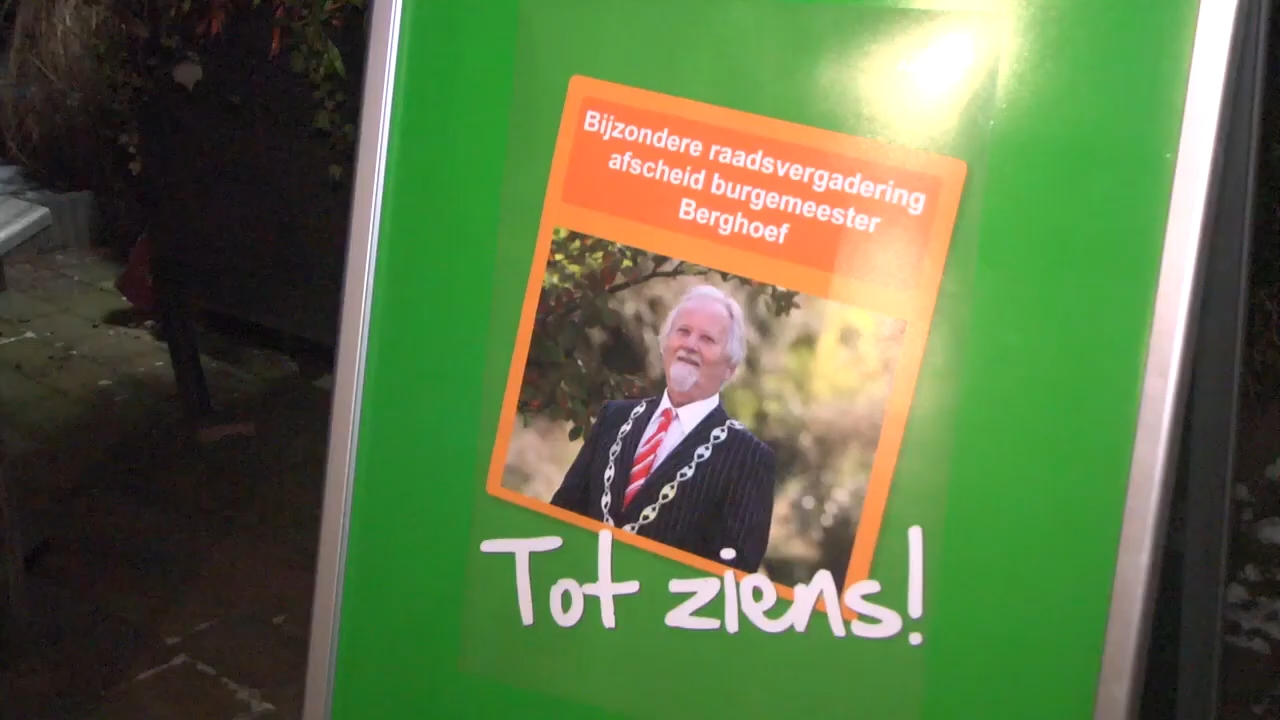 Bijzondere raadsvergadering
afscheid burgemeester
Berghoef
Tot ziens!